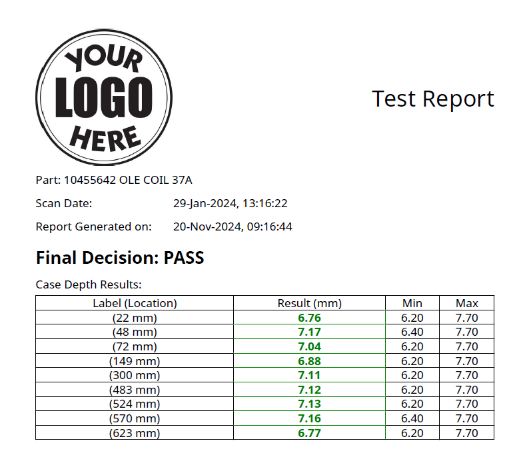 YOUR
LOGO
HERE
Test Report
Part: 10455642 OLE COIL 37A
Scan Date: 29-Jan-2024, 13:16:22
Report Generated on: 20-Nov-2024, 09:16:44
Final Decision: PASS
Case Depth Results:
Label (Location) Result (mm) Min Max
(22 mm) 6.76 6.20 7.70
(48 mm) 7.17 6.40 7.70
(72 mm) 7.04 6.20 7.70
(149 mm) 6.88 6.20 7.70
(300 mm) 7.11 6.20 7.70
(483 mm) 7.12 6.20 7.70
(524 mm) 7.13 6.20 7.70
(570 mm) 7.16 6.40 7.70
(623 mm) 6.77 6.20 7.70